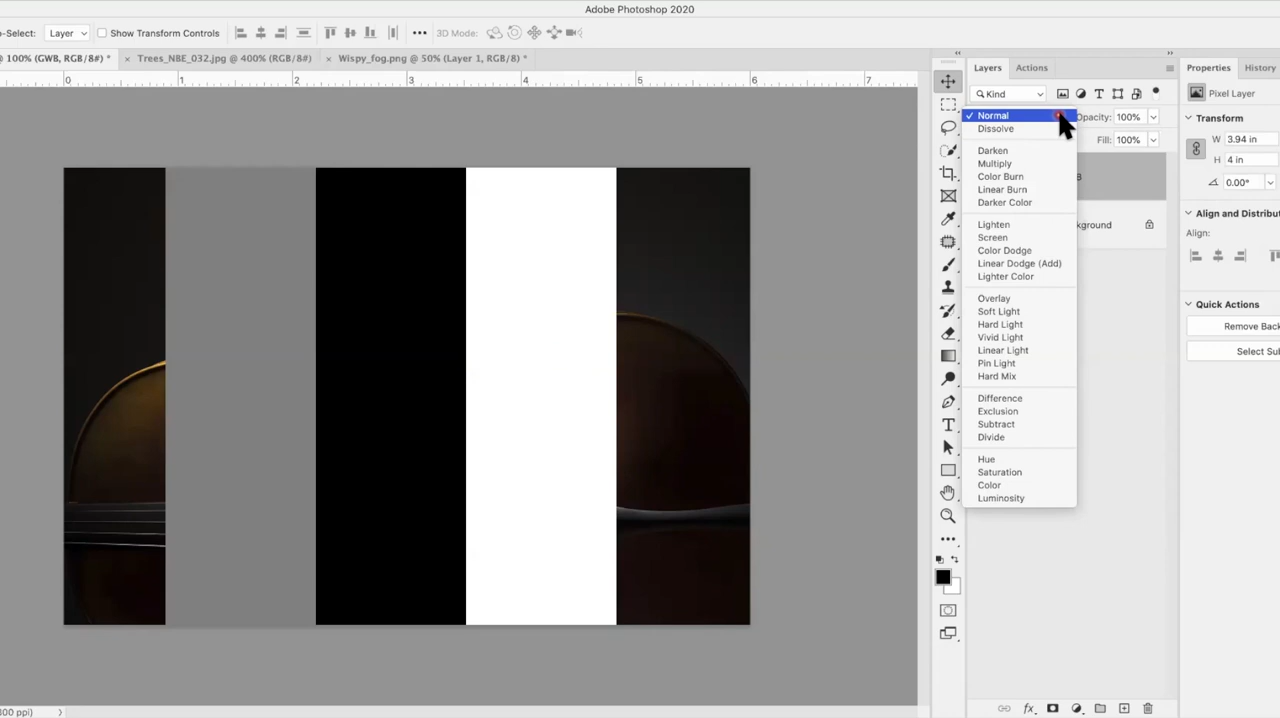 Adobe Photoshop 2020
o-Select: Layer Show Transform Controls 3D Mode:
@ 100% (GWB, RGB/8#) * × Trees_NBE_032.jpg @ 400% (RGB/8#) × Wispy_fog.png @ 50% (Layer 1, RGB/8) *
0 1 2 3 4 5 6 7
Layers Actions
Kind
Normal Opacity: 100%
Dissolve
Fill: 100%
Darken
Multiply
Color Burn
Linear Burn
Darker Color
Lighten
Screen
Color Dodge
Linear Dodge (Add)
Lighter Color
Overlay
Soft Light
Hard Light
Vivid Light
Linear Light
Pin Light
Hard Mix
Difference
Exclusion
Subtract
Divide
Hue
Saturation
Color
Luminosity
B
kground
Properties History
Pixel Layer
Transform
W 3.94 in
H 4 in
0.00°
Align and Distribu
Align:
Quick Actions
Remove Back
Select Sub
300 ppi)